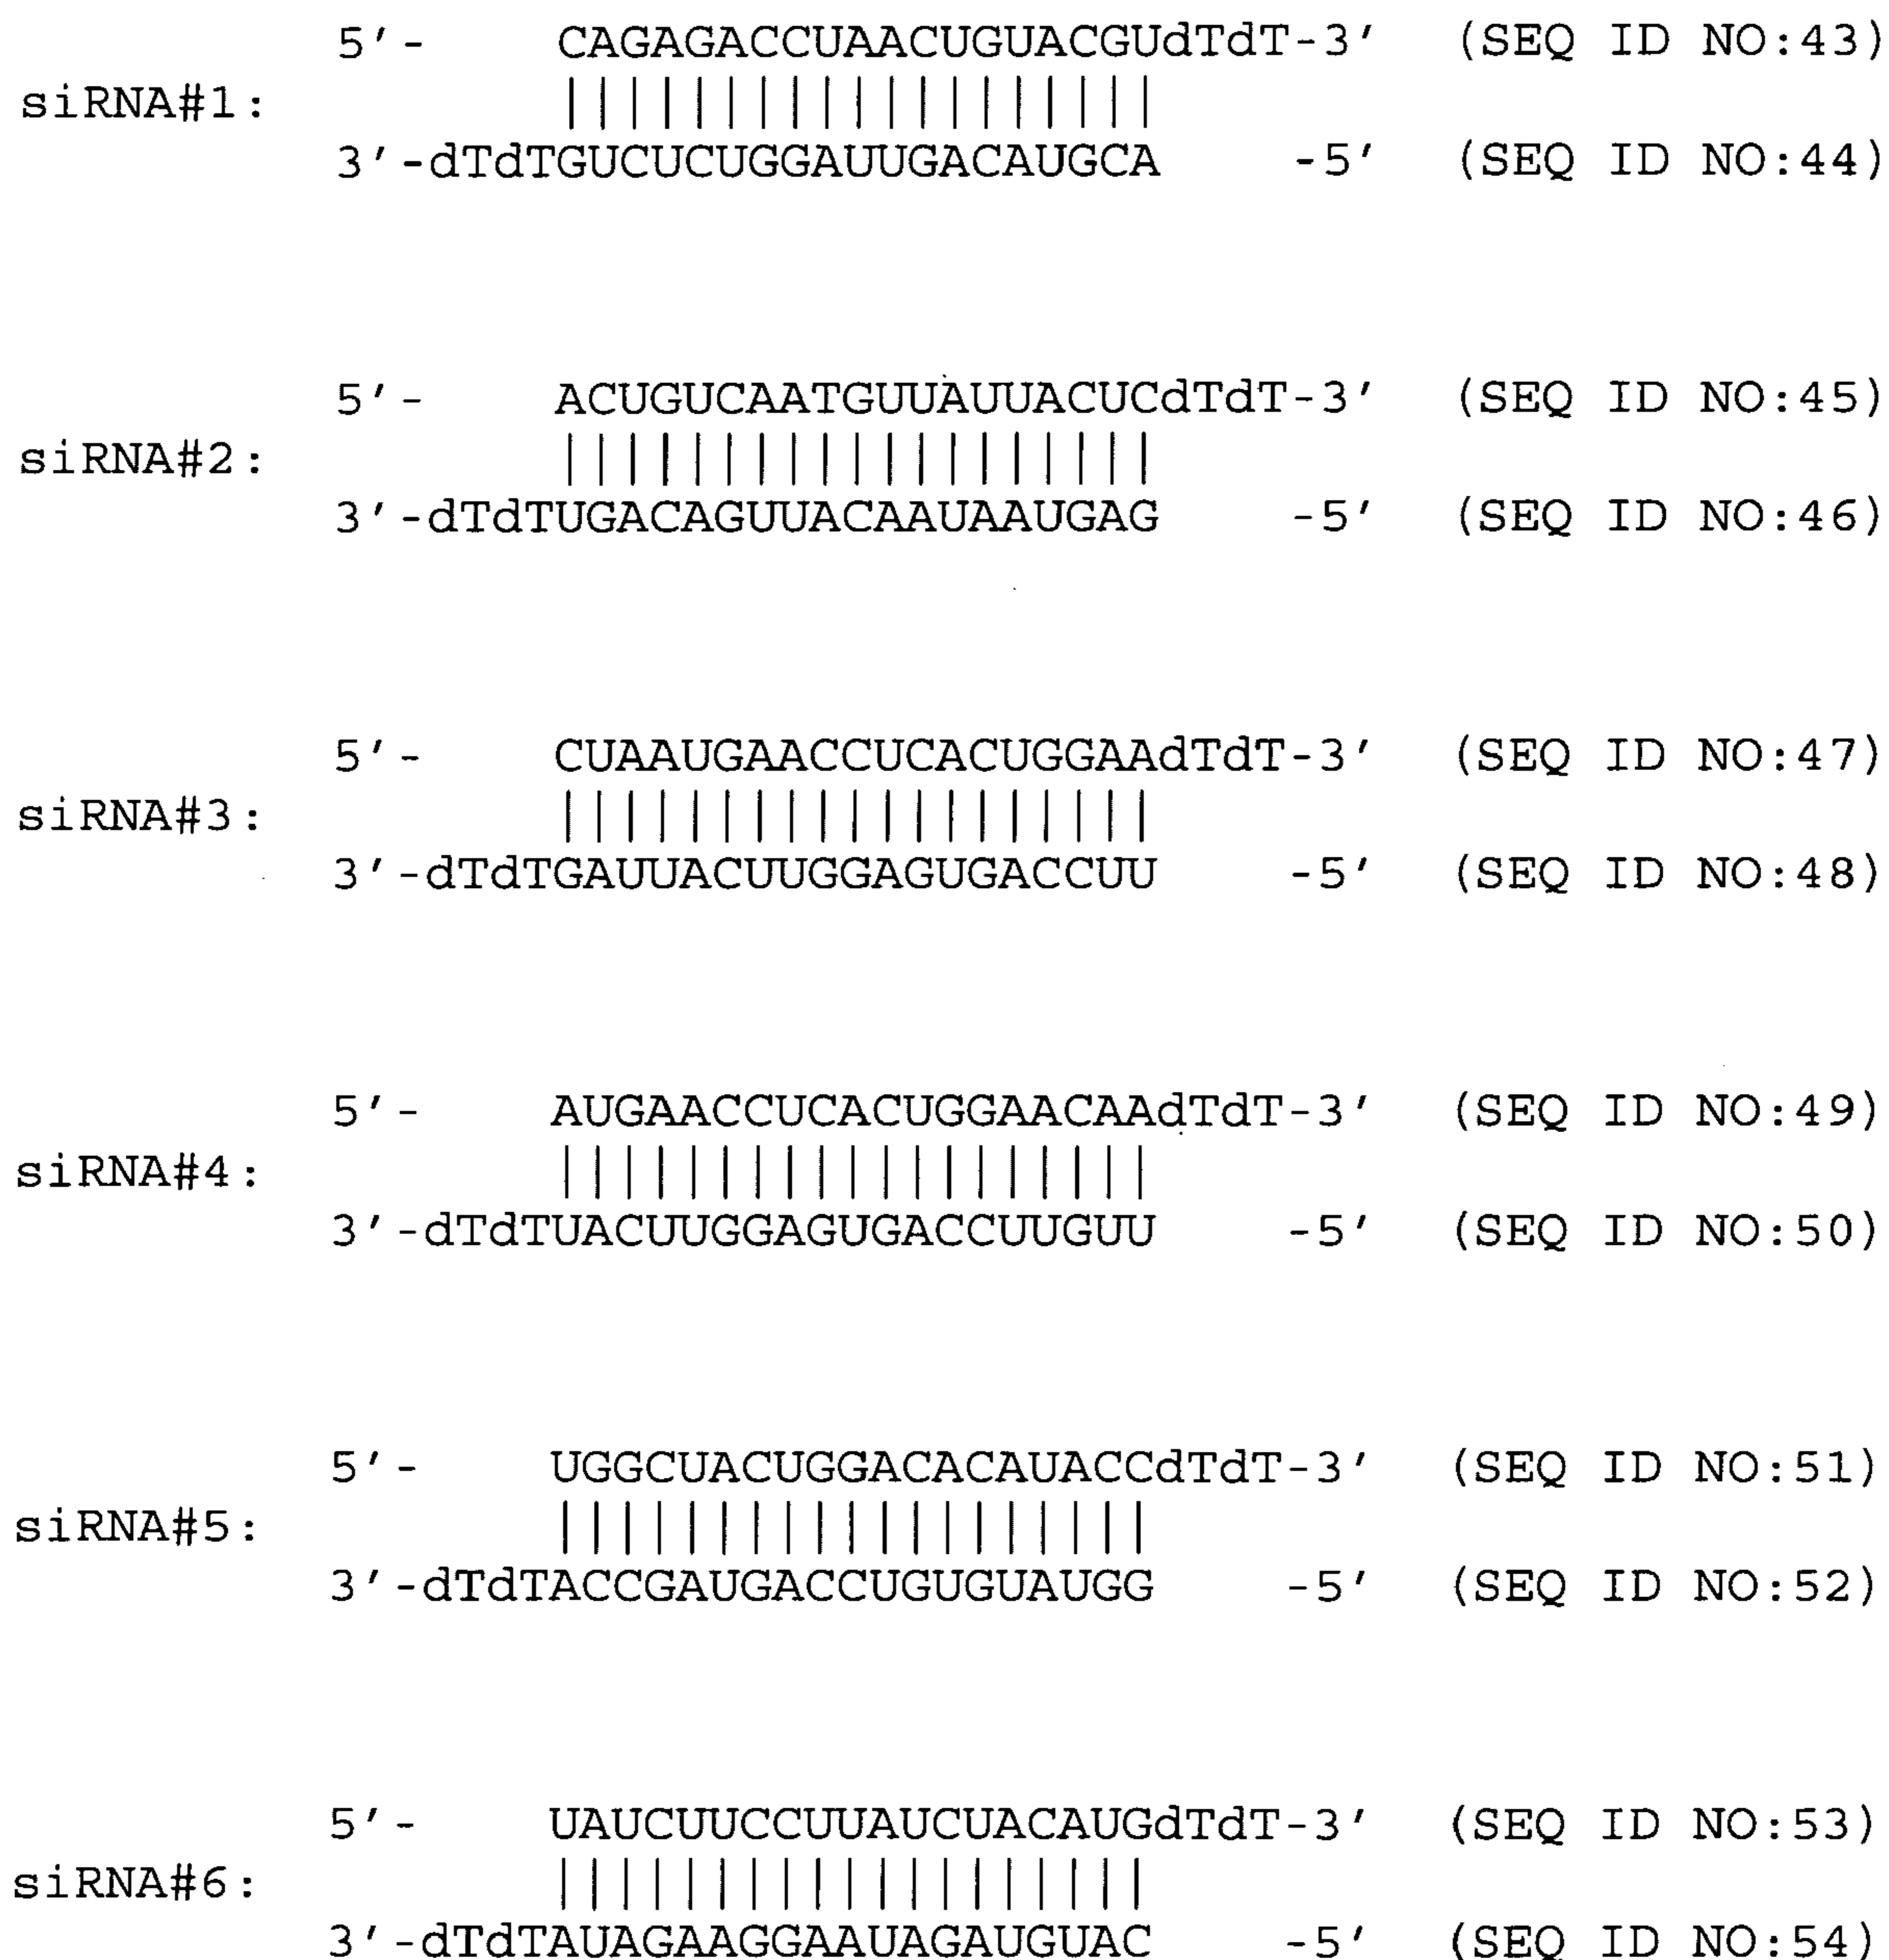 5'- CAGAGACCUAACUGUACGUdTdT-3' (SEQ ID NO:43)
siRNA#1:
3'-dTdTGUCUCUGGAUUGACAUGCA -5' (SEQ ID NO:44)
5'- ACUGUCAATGUUAUUACUCdTdT-3' (SEQ ID NO:45)
siRNA#2:
3'-dTdTUGACAGUUACAAUAAUGAG -5' (SEQ ID NO:46)
5'- CUAAUGAACCUCACUGGAAdTdT-3' (SEQ ID NO:47)
siRNA#3:
3'-dTdTGAUUACUUGGAGUGACCUU -5' (SEQ ID NO:48)
5'- AUGAACCUCACUGGAACAAdTdT-3' (SEQ ID NO:49)
siRNA#4:
3'-dTdTUACUUGGAGUGACCUUGUU -5' (SEQ ID NO:50)
5'- UGGCUACUGGACACAUACCdTdT-3' (SEQ ID NO:51)
siRNA#5:
3'-dTdTACCGAUGACCUGUGUAUGG -5' (SEQ ID NO:52)
5'- UAUCUUCCUUAUCUACAUGdTdT-3' (SEQ ID NO:53)
siRNA#6:
3'-dTdTAUAGAAGGAAUAGAUGUAC -5' (SEQ ID NO:54)